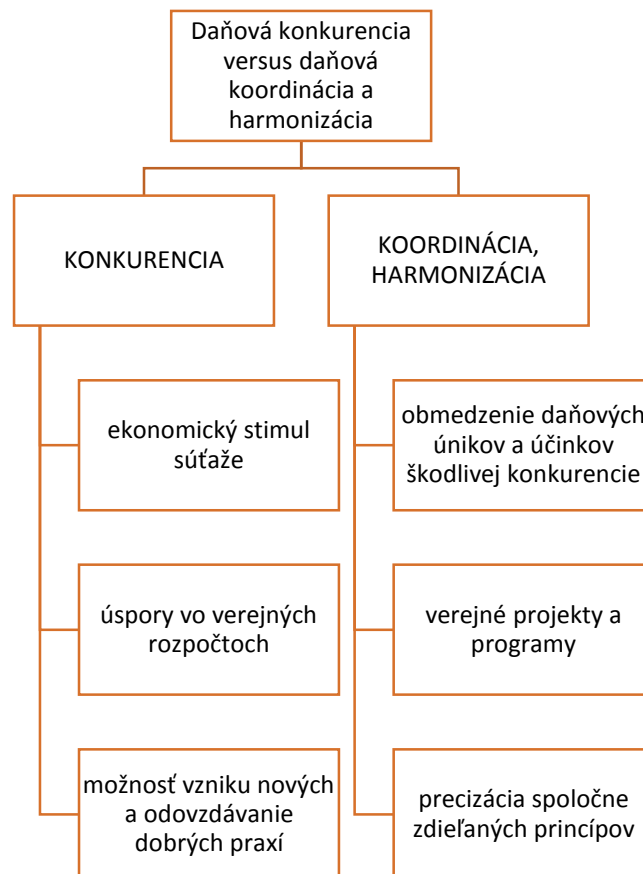 Daňová konkurencia
versus daňová
koordinácia a
harmonizácia
KONKURENCIA
ekonomický stimul
súťaže
úspory vo verejných
rozpočtoch
možnosť vzniku nových
a odovzdávanie
dobrých praxí
KOORDINÁCIA,
HARMONIZÁCIA
obmedzenie daňových
únikov a účinkov
škodlivej konkurencie
verejné projekty a
programy
precizácia spoločne
zdieľaných princípov